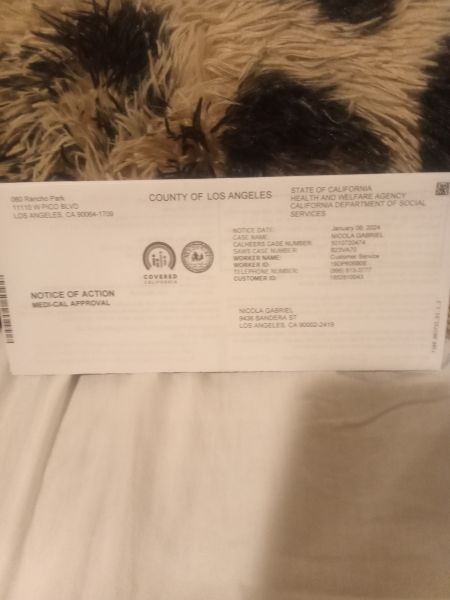 060 Rancho Park
11110 W PICO BLVD
LOS ANGELES, CA 90064-1709
COUNTY OF LOS ANGELES
STATE OF CALIFORNIA
HEALTH AND WELFARE AGENCY
CALIFORNIA DEPARTMENT OF SOCIAL
SERVICES
NOTICE DATE: January 09, 2024
CASE NAME: NICOLA GABRIEL
CALHEERS CASE NUMBER:
SAWS CASE NUMBER:
WORKER NAME: Customer Service
WORKER ID:
TELEPHONE NUMBER:
CUSTOMER ID:
COVERED
CALIFORNIA
NOTICE OF ACTION
MEDI-CAL APPROVAL
NICOLA GABRIEL
9436 BANDERA ST
LOS ANGELES, CA 90002-2419